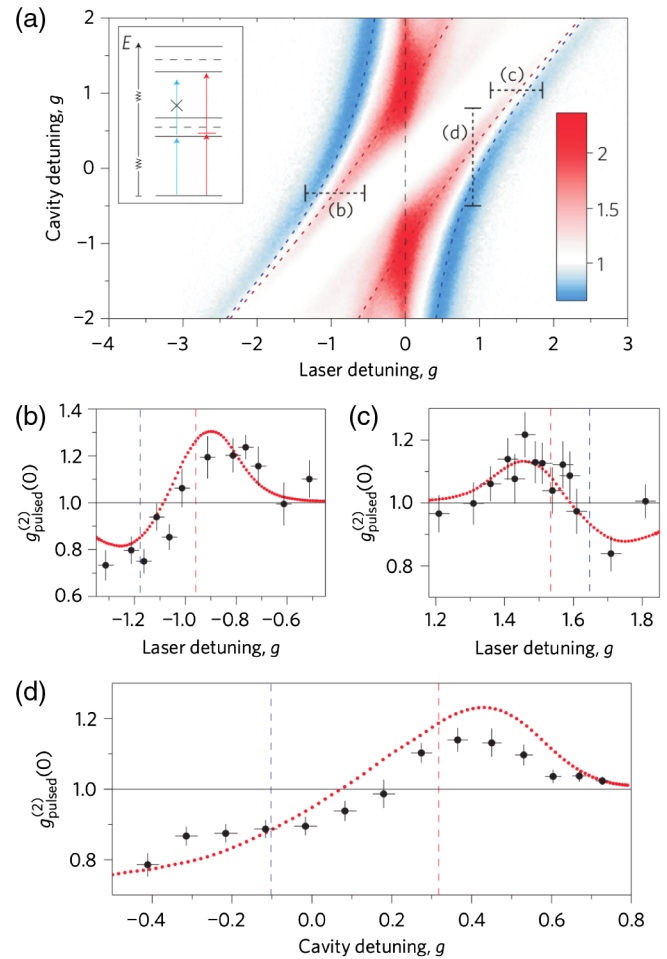 (a)
2
1
0
−1
−2
Cavity detuning, g
E
(b)
(c)
(d)
2
1.5
1
−4 −3 −2 −1 0 1 2 3
Laser detuning, g
(b)
1.4
1.2
1.0
0.8
0.6
g(2)pulsed(0)
−1.2 −1.0 −0.8 −0.6
Laser detuning, g
(c)
1.2
1.0
0.8
g(2)pulsed(0)
1.2 1.4 1.6 1.8
Laser detuning, g
(d)
1.2
1.0
0.8
g(2)pulsed(0)
−0.4 −0.2 0.0 0.2 0.4 0.6 0.8
Cavity detuning, g